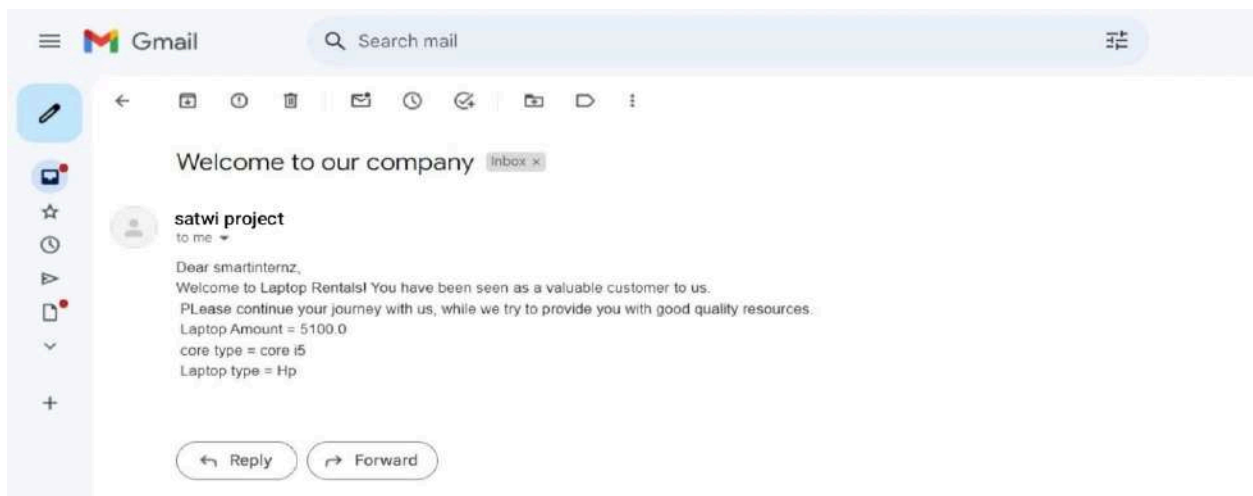 Gmail
Search mail
Welcome to our company Inbox ×
satwi project
to me
Dear smartinternz,
Welcome to Laptop Rentals! You have been seen as a valuable customer to us.
PLease continue your journey with us, while we try to provide you with good quality resources.
Laptop Amount = 5100.0
core type = core i5
Laptop type = Hp
Reply
Forward